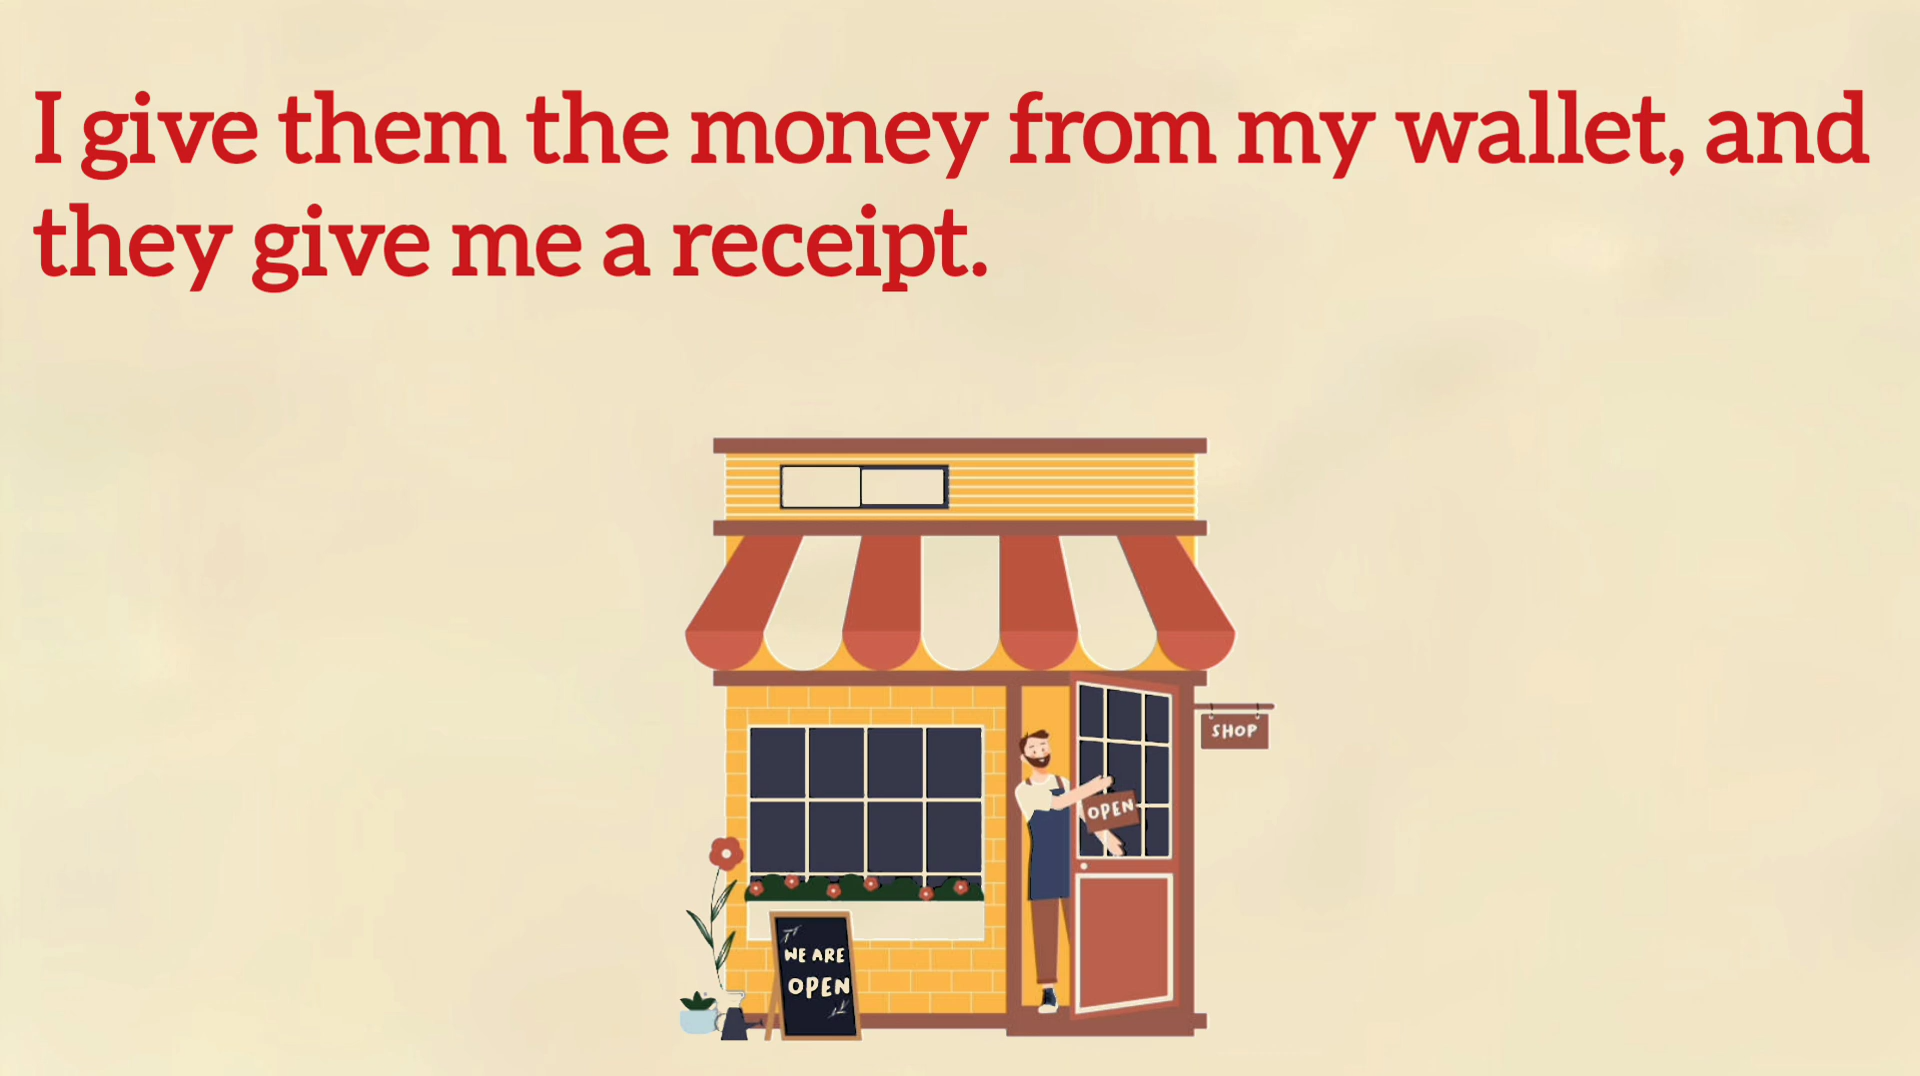 I give them the money from my wallet, and
they give me a receipt.
SHOP
OPEN
WE ARE
OPEN